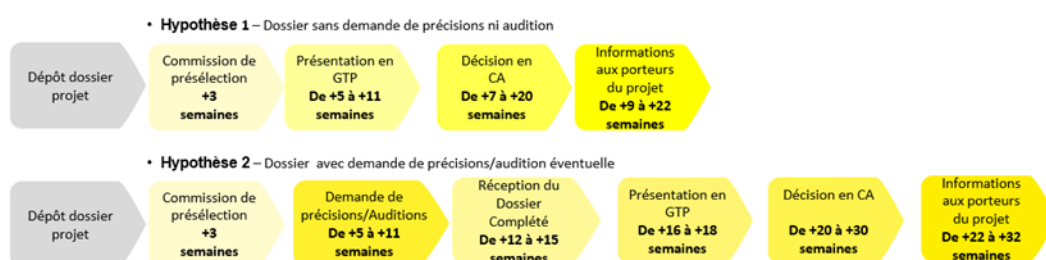 • Hypothèse 1 – Dossier sans demande de précisions ni audition
Dépôt dossier
projet
Commission de
présélection
+3
semaines
Présentation en
GTP
De +5 à +11
semaines
Décision en
CA
De +7 à +20
semaines
Informations
aux porteurs
du projet
De +9 à +22
semaines
• Hypothèse 2 – Dossier avec demande de précisions/audition éventuelle
Dépôt dossier
projet
Commission de
présélection
+3
semaines
Demande de
précisions/Auditions
De +5 à +11
semaines
Réception du
Dossier
Complété
De +12 à +15
semaines
Présentation en
GTP
De +16 à +18
semaines
Décision en CA
De +20 à +30
semaines
Informations
aux porteurs
du projet
De +22 à +32
semaines